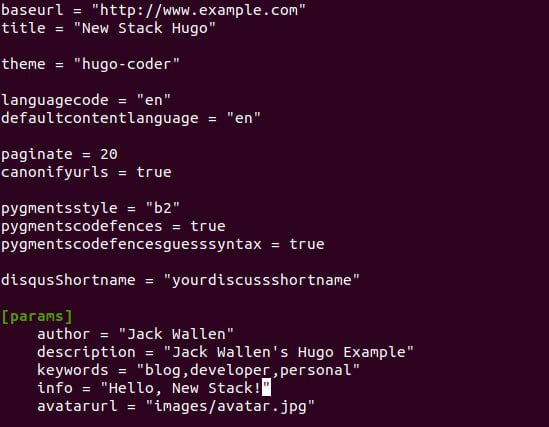 baseurl = "http://www.example.com"
title = "New Stack Hugo"
theme = "hugo-coder"
languagecode = "en"
defaultcontentlanguage = "en"
paginate = 20
canonifyurls = true
pygmentsstyle = "b2"
pygmentscodefences = true
pygmentscodefencesguesssyntax = true
disqusShortname = "yourdiscussshortname"
[params]
    author = "Jack Wallen"
    description = "Jack Wallen's Hugo Example"
    keywords = "blog,developer,personal"
    info = "Hello, New Stack!"
    avatarurl = "images/avatar.jpg"